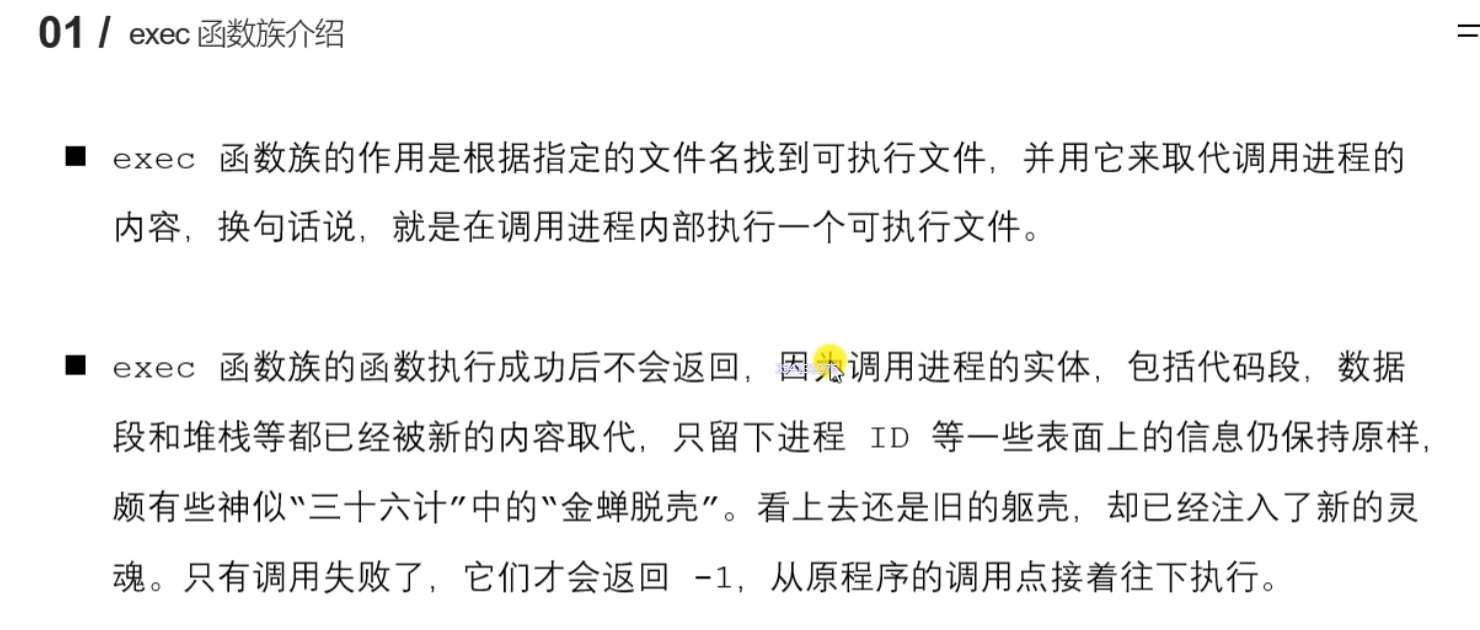 01 / exec 函数族介绍
■ exec 函数族的作用是根据指定的文件名找到可执行文件，并用它来取代调用进程的
内容，换句话说，就是在调用进程内部执行一个可执行文件。
■ exec 函数族的函数执行成功后不会返回，因为调用进程的实体，包括代码段，数据
段和堆栈等都已经被新的内容取代，只留下进程 ID 等一些表面上的信息仍保持原样，
颇有些神似“三十六计”中的“金蝉脱壳”。看上去还是旧的躯壳，却已经注入了新的灵
魂。只有调用失败了，它们才会返回 -1，从原程序的调用点接着往下执行。